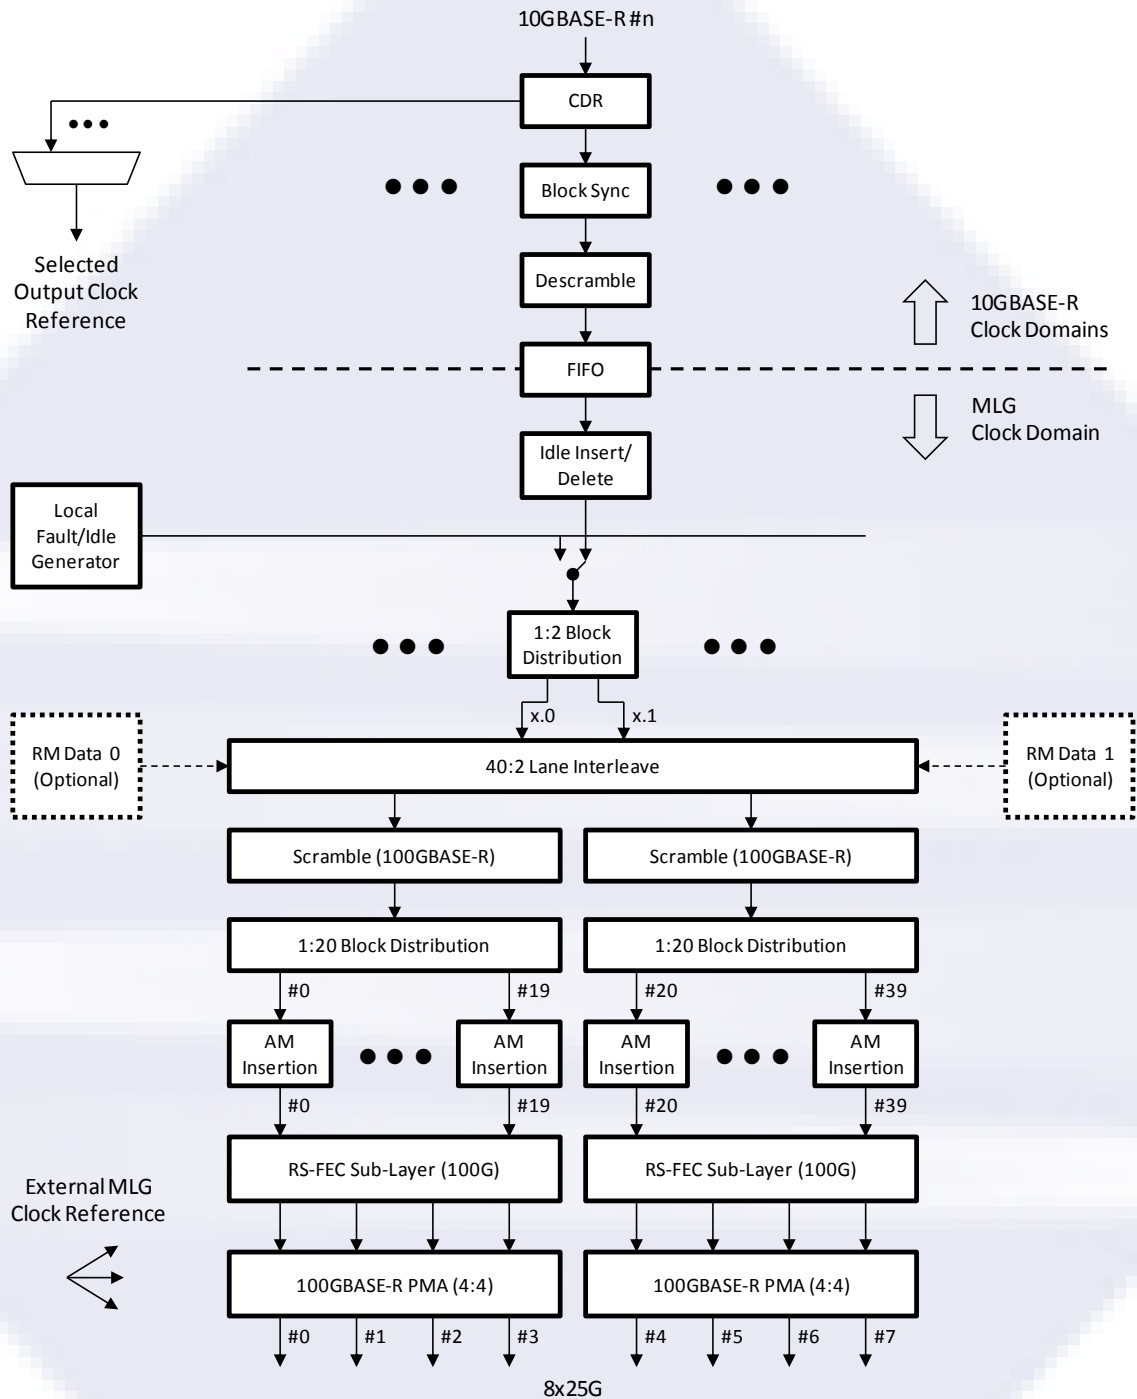 10GBASE-R #n
CDR
Block Sync
Selected
Output Clock
Reference
Descramble
10GBASE-R
Clock Domains
FIFO
MLG
Clock Domain
Idle Insert/
Delete
Local
Fault/Idle
Generator
1:2 Block
Distribution
x.0
x.1
RM Data 0
(Optional)
40:2 Lane Interleave
RM Data 1
(Optional)
Scramble (100GBASE-R)
Scramble (100GBASE-R)
1:20 Block Distribution
1:20 Block Distribution
#0
#19
#20
#39
AM
Insertion
AM
Insertion
AM
Insertion
AM
Insertion
#0
#19
#20
#39
RS-FEC Sub-Layer (100G)
RS-FEC Sub-Layer (100G)
External MLG
Clock Reference
100GBASE-R PMA (4:4)
100GBASE-R PMA (4:4)
#0
#1
#2
#3
#4
#5
#6
#7
8x25G